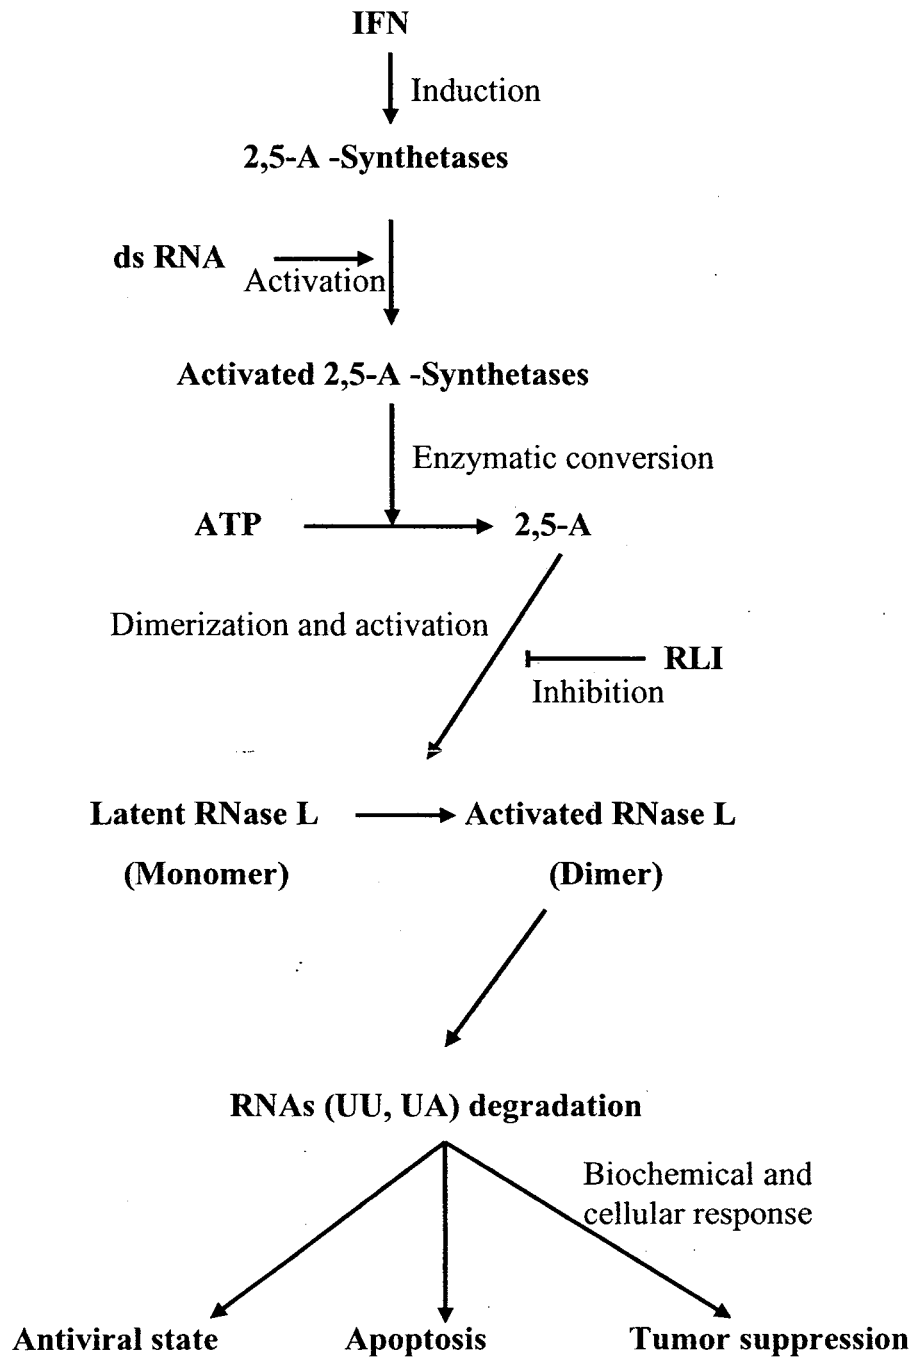 IFN
Induction
2,5-A -Synthetases
ds RNA
Activation
Activated 2,5-A -Synthetases
Enzymatic conversion
ATP
2,5-A
Dimerization and activation
RLI
Inhibition
Latent RNase L
Activated RNase L
(Monomer)
(Dimer)
RNAs (UU, UA) degradation
Biochemical and
cellular response
Antiviral state
Apoptosis
Tumor suppression